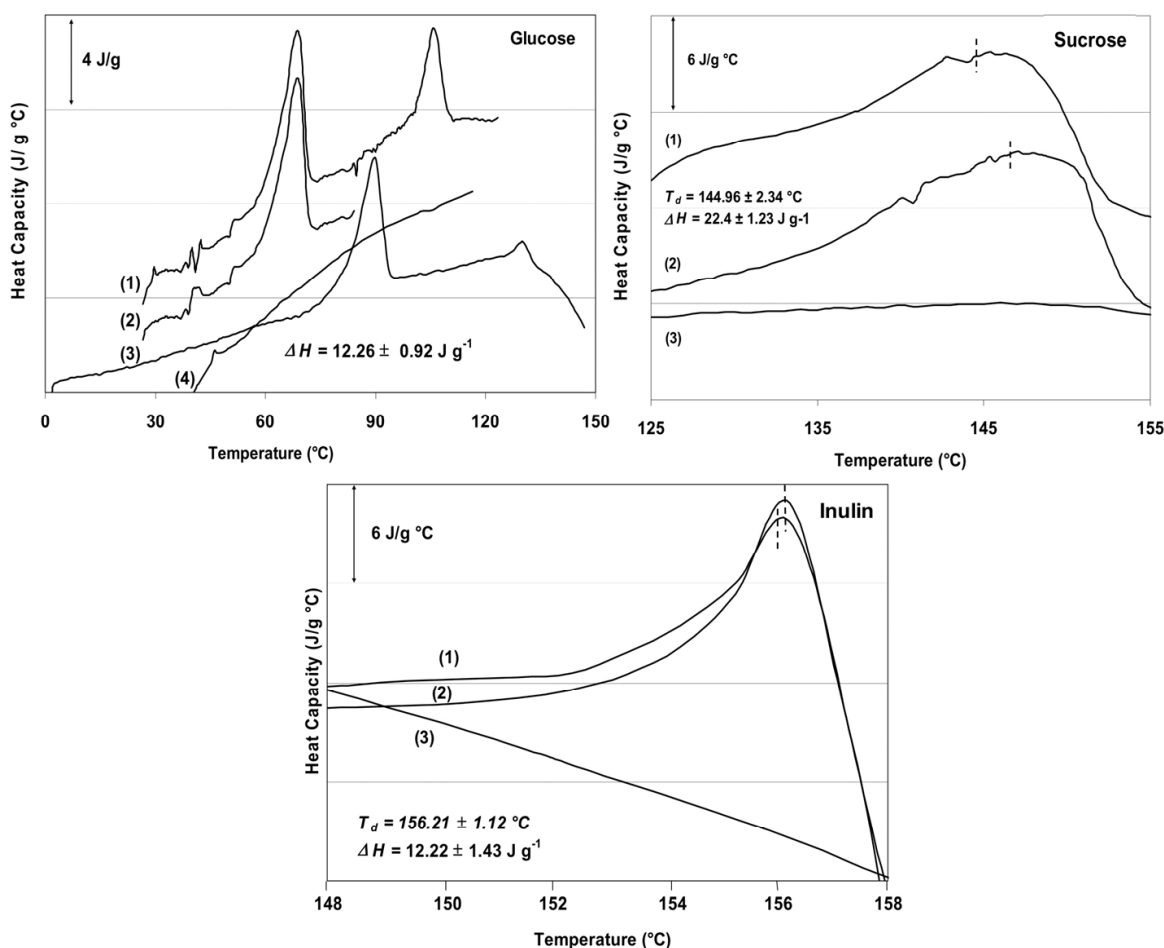 Glucose
4 J/g
Heat Capacity (J/ g °C)
(1)
(2)
(3)
(4)
ΔH = 12.26 ± 0.92 J g-1
0 30 60 90 120 150
Temperature (°C)
Sucrose
6 J/g °C
Heat Capacity (J/g °C)
(1)
Td = 144.96 ± 2.34 °C
ΔH = 22.4 ± 1.23 J g-1
(2)
(3)
125 135 145 155
Temperature (°C)
Inulin
6 J/g °C
Heat Capacity (J/g °C)
(1)
(2)
(3)
Td = 156.21 ± 1.12 °C
ΔH = 12.22 ± 1.43 J g-1
148 150 152 154 156 158
Temperature (°C)